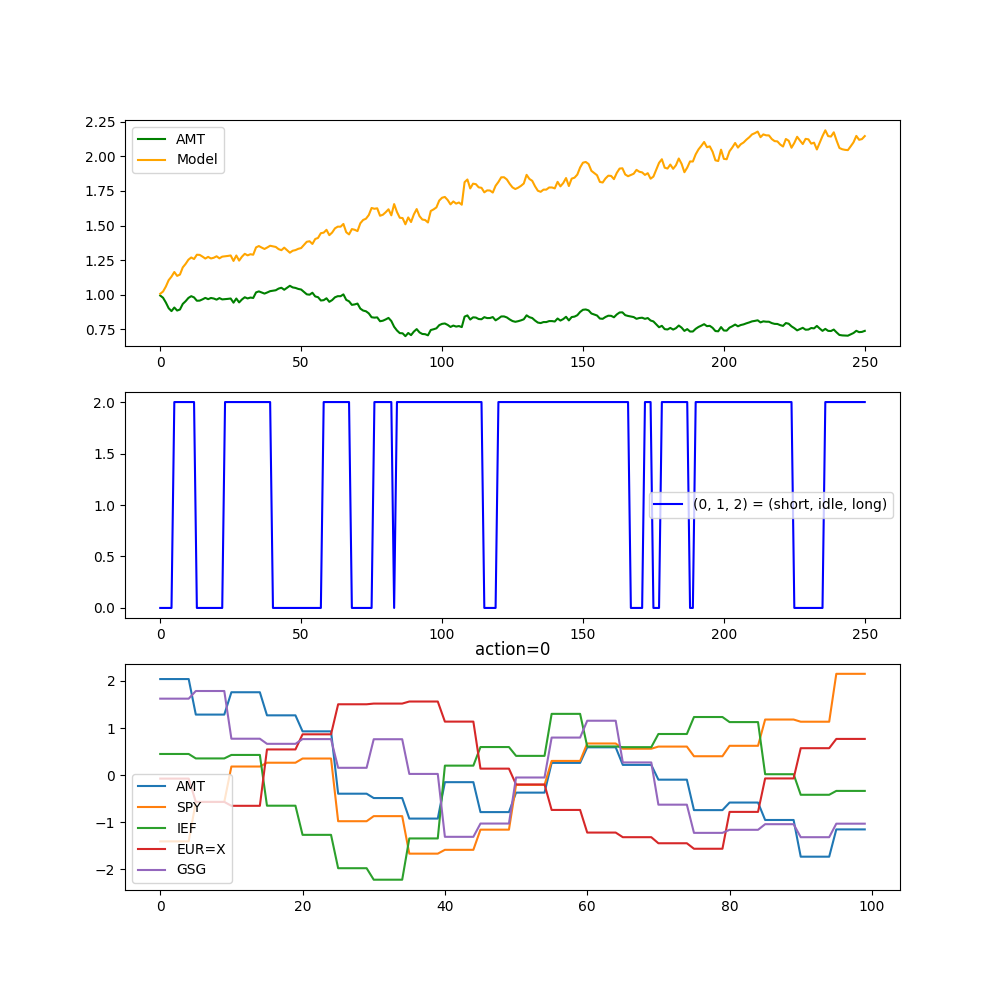 2.25
2.00
1.75
1.50
1.25
1.00
0.75
AMT
Model
0 50 100 150 200 250
2.0
1.5
1.0
0.5
0.0
(0, 1, 2) = (short, idle, long)
0 50 100 150 200 250
action=0
2
1
0
−1
−2
AMT
SPY
IEF
EUR=X
GSG
0 20 40 60 80 100